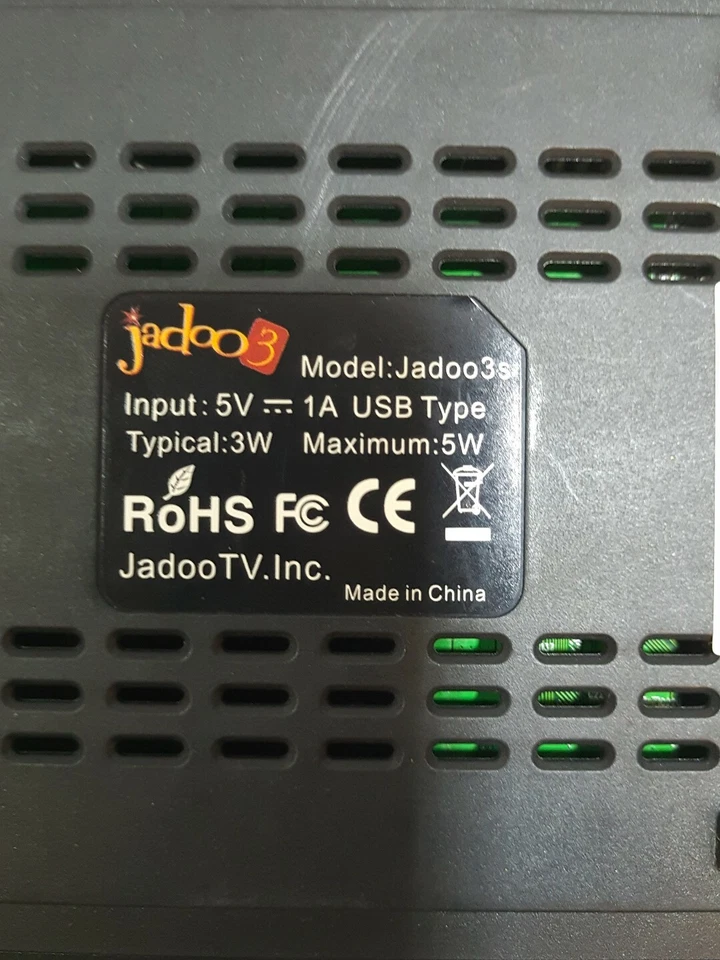 jadoo3
Model:Jadoo3s
Input: 5V ⎓ 1A USB Type
Typical:3W Maximum:5W
RoHS FC CE
JadooTV.Inc.
Made in China